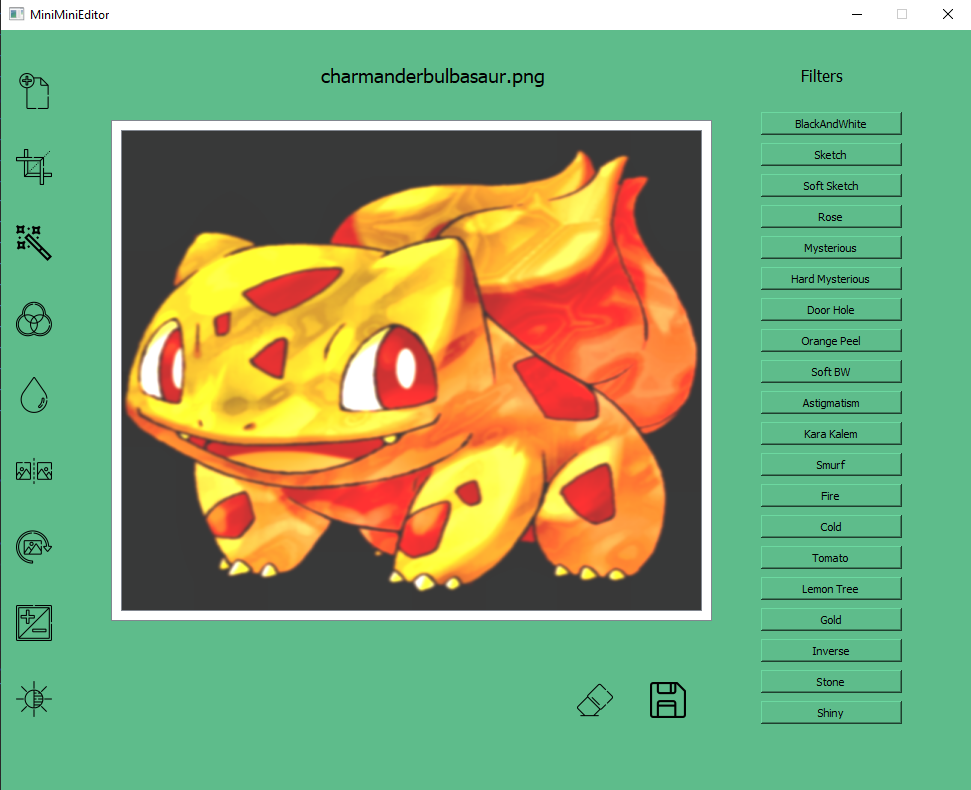 MiniMiniEditor
charmanderbulbasaur.png
Filters
BlackAndWhite
Sketch
Soft Sketch
Rose
Mysterious
Hard Mysterious
Door Hole
Orange Peel
Soft BW
Astigmatism
Kara Kalem
Smurf
Fire
Cold
Tomato
Lemon Tree
Gold
Inverse
Stone
Shiny